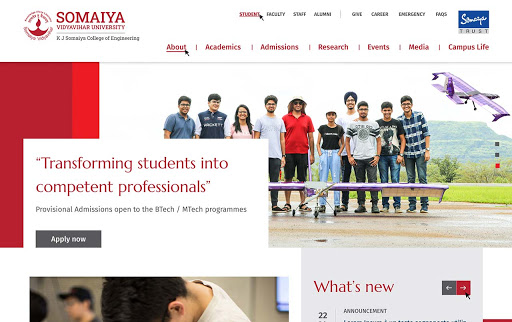 SOMAIYA
VIDYAVIHAR UNIVERSITY
K J Somaiya College of Engineering
STUDENT FACULTY STAFF ALUMNI GIVE CAREER EMERGENCY FAQS
Somaiya
TRUST
About Academics Admissions Research Events Media Campus Life
“Transforming students into
competent professionals”
Provisional Admissions open to the BTech / MTech programmes
Apply now
What's new
22
ANNOUNCEMENT